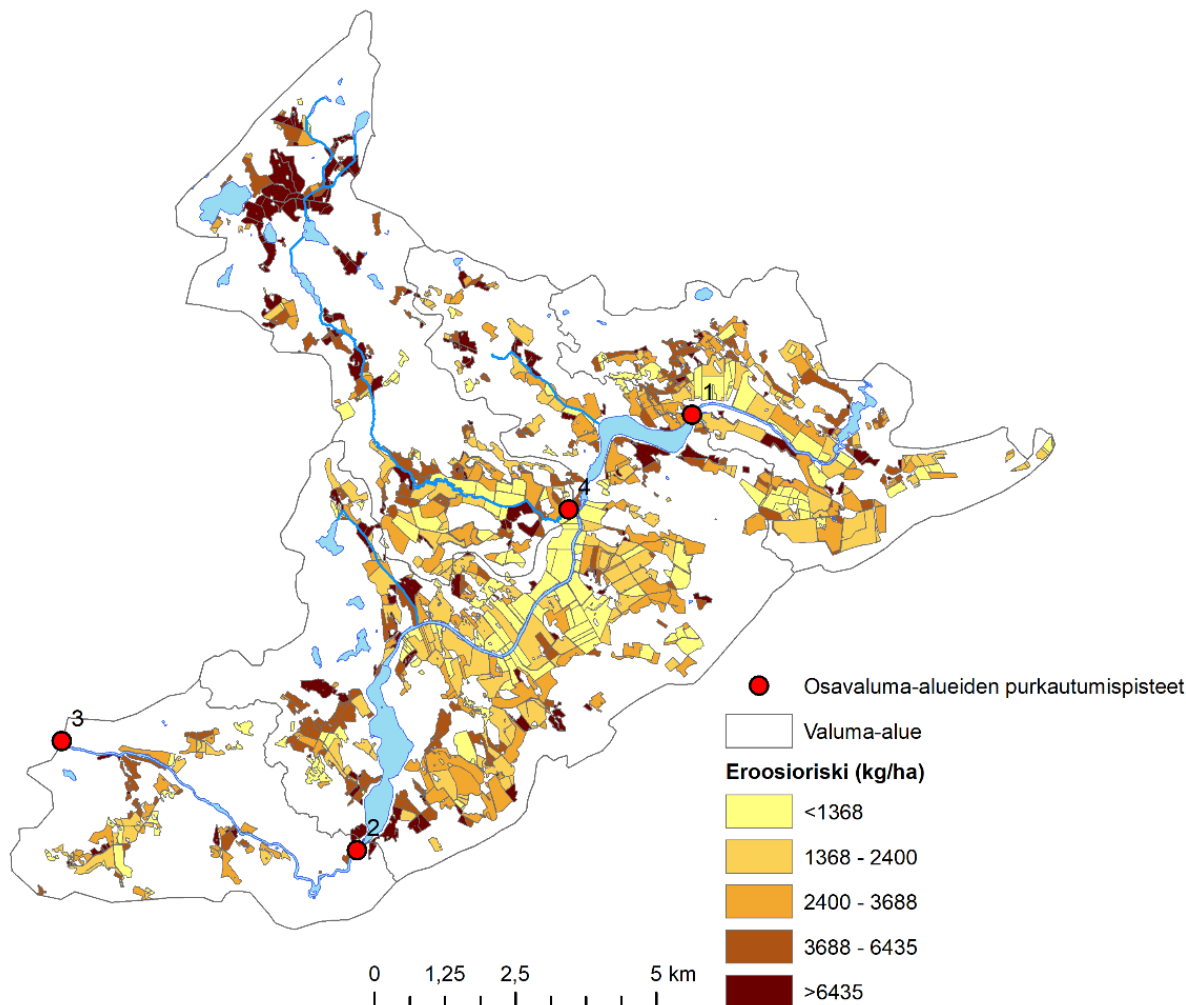 1
4
3
2
Osavaluma-alueiden purkautumispisteet
Valuma-alue
Eroosioriski (kg/ha)
<1368
1368 - 2400
2400 - 3688
3688 - 6435
>6435
0 1,25 2,5 5 km